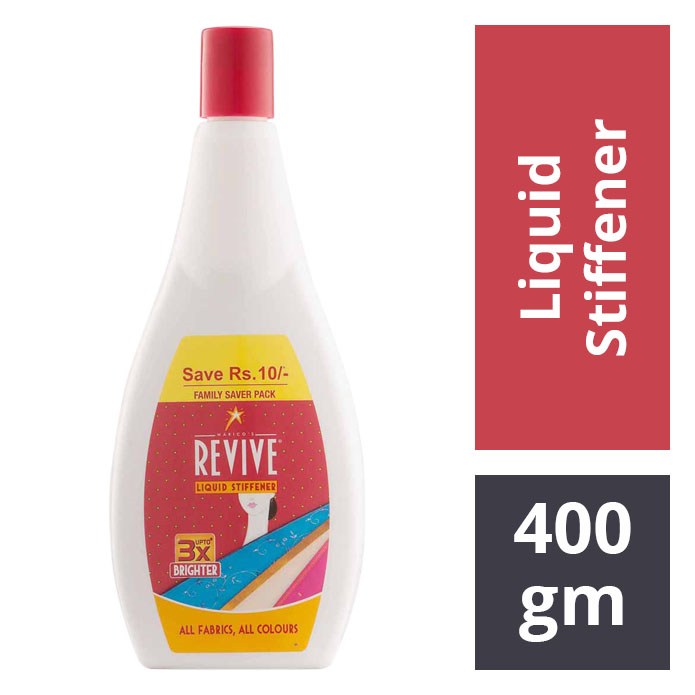 Save Rs.10/-
FAMILY SAVER PACK
MARICO'S
REVIVE®
LIQUID STIFFENER
UPTO*
3X
BRIGHTER
ALL FABRICS, ALL COLOURS
Liquid
Stiffener
400
gm